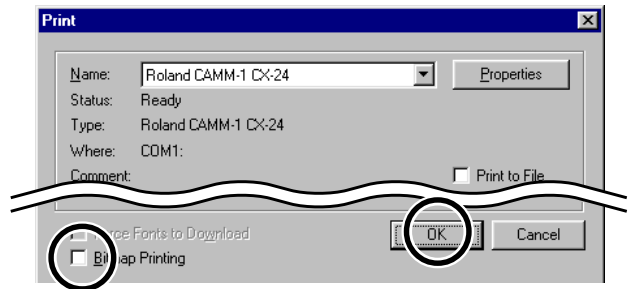 Print
Name: Roland CAMM-1 CX-24 Properties
Status: Ready
Type: Roland CAMM-1 CX-24
Where: COM1:
Comment: Print to File
Force Fonts to Download OK Cancel
Bitmap Printing